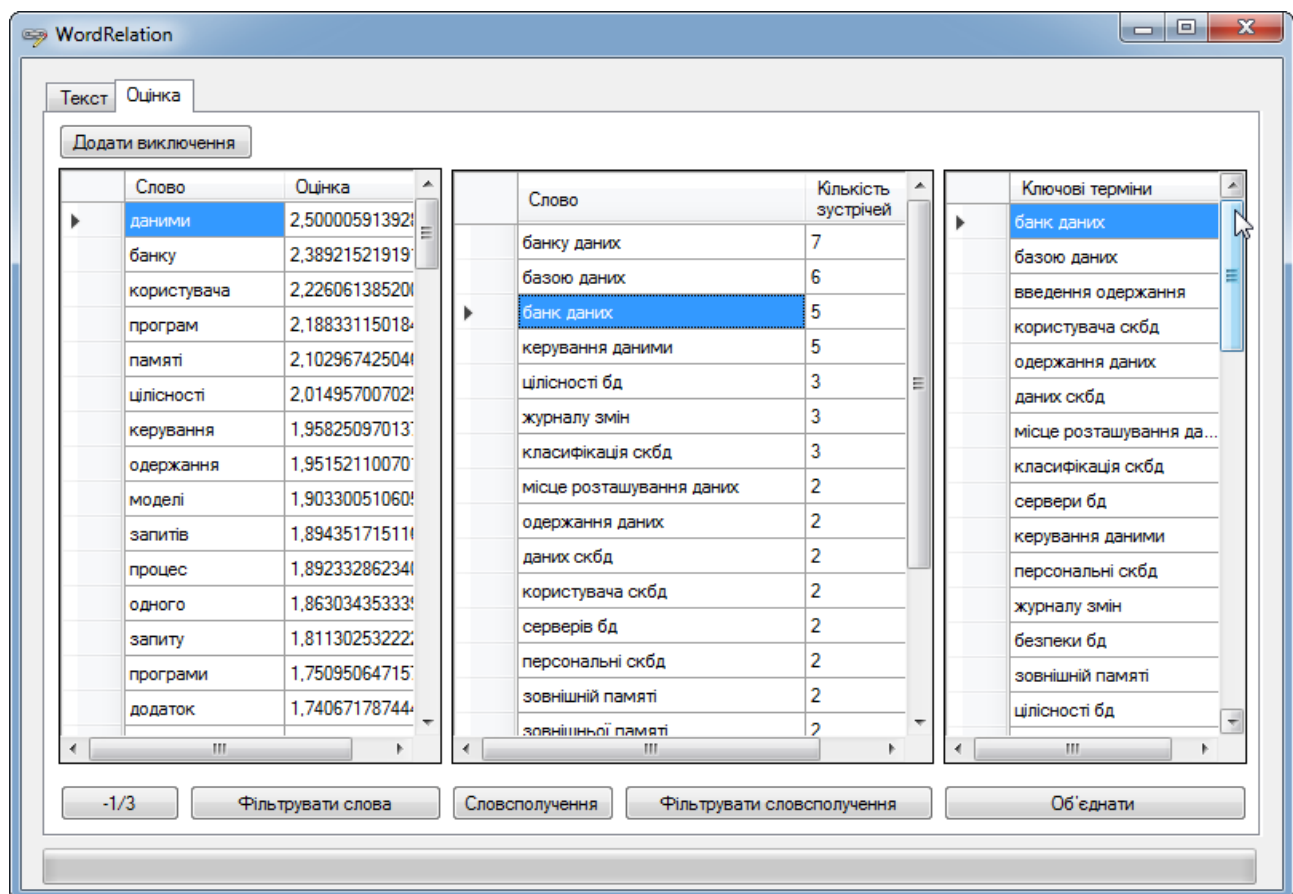 WordRelation
Текст Оцінка
Додати виключення
Слово Оцінка
даними 2,500005913928
банку 2,38921521919
користувача 2,22606138520
програм 2,18833115018
памяті 2,10296742504
цілісності 2,014957007025
керування 1,95825097013
одержання 1,95152110070
моделі 1,90330051060
запитів 1,89435171511
процес 1,89233286234
одного 1,86303435333
запиту 1,81130253222
програми 1,75095064715
додаток 1,74067178744
Слово Кількість
зустрічей
банку даних 7
базою даних 6
банк даних 5
керування даними 5
цілісності бд 3
журналу змін 3
класифікація скбд 3
місце розташування даних 2
одержання даних 2
даних скбд 2
користувача скбд 2
серверів бд 2
персональні скбд 2
зовнішній памяті 2
зовнішньої памяті 2
Ключові терміни
банк даних
базою даних
введення одержання
користувача скбд
одержання даних
даних скбд
місце розташування да...
класифікація скбд
сервери бд
керування даними
персональні скбд
журналу змін
безпеки бд
зовнішній памяті
цілісності бд
-1/3 Фільтрувати слова Словсполучення Фільтрувати словсполучення Об'єднати